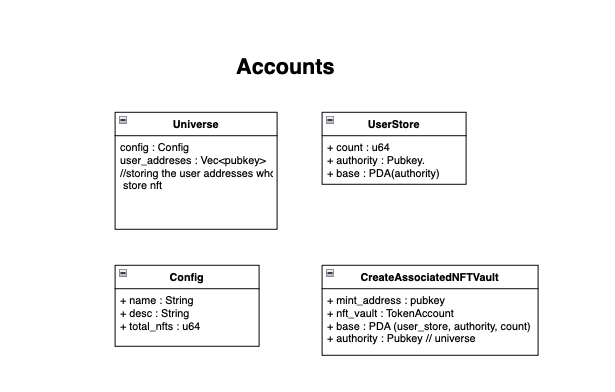 Accounts
Universe
config : Config
user_addreses : Vec<pubkey>
//storing the user addresses who
store nft
UserStore
+ count : u64
+ authority : Pubkey.
+ base : PDA(authority)
Config
+ name : String
+ desc : String
+ total_nfts : u64
CreateAssociatedNFTVault
+ mint_address : pubkey
+ nft_vault : TokenAccount
+ base : PDA (user_store, authority, count)
+ authority : Pubkey // universe